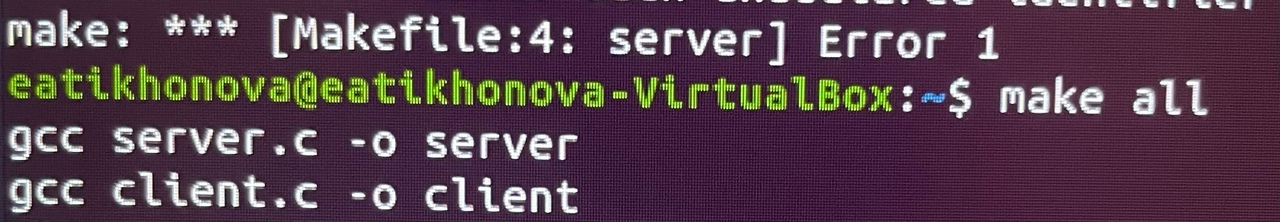 make: *** [Makefile:4: server] Error 1
eatikhonova@eatikhonova-VirtualBox:~$ make all
gcc server.c -o server
gcc client.c -o client